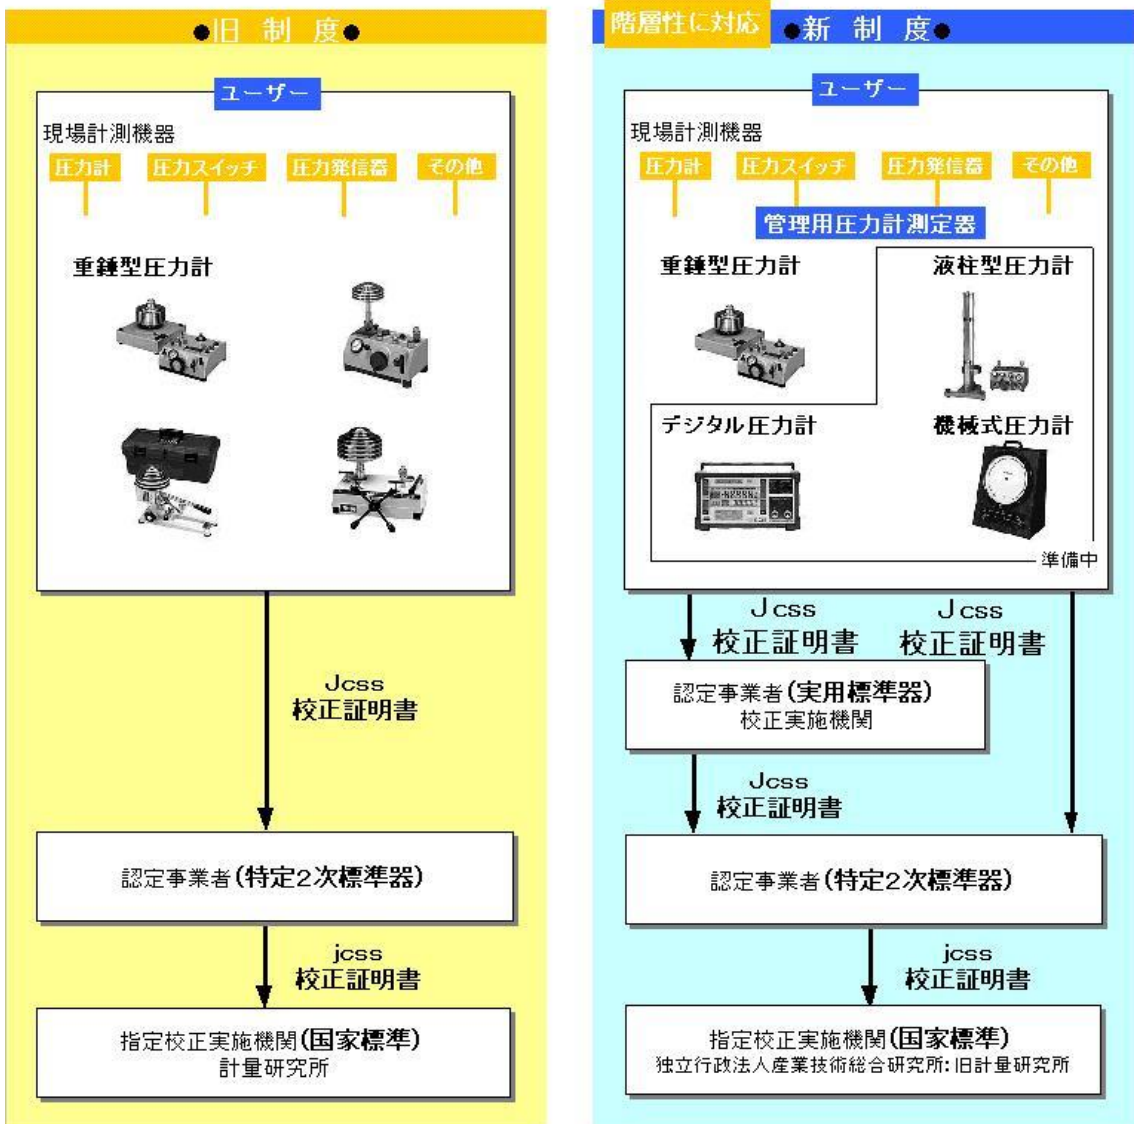 ●旧 制 度●
ユーザー
現場計測機器
圧力計 圧力スイッチ 圧力発信器 その他
重錘型圧力計
Jcss
校正証明書
認定事業者(特定2次標準器)
jcss
校正証明書
指定校正実施機関(国家標準)
計量研究所
階層性に対応 ●新 制 度●
ユーザー
現場計測機器
圧力計 圧力スイッチ 圧力発信器 その他
管理用圧力計測定器
重錘型圧力計 液柱型圧力計
デジタル圧力計 機械式圧力計
準備中
Jcss Jcss
校正証明書 校正証明書
認定事業者(実用標準器)
校正実施機関
Jcss
校正証明書
認定事業者(特定2次標準器)
jcss
校正証明書
指定校正実施機関(国家標準)
独立行政法人産業技術総合研究所:旧計量研究所